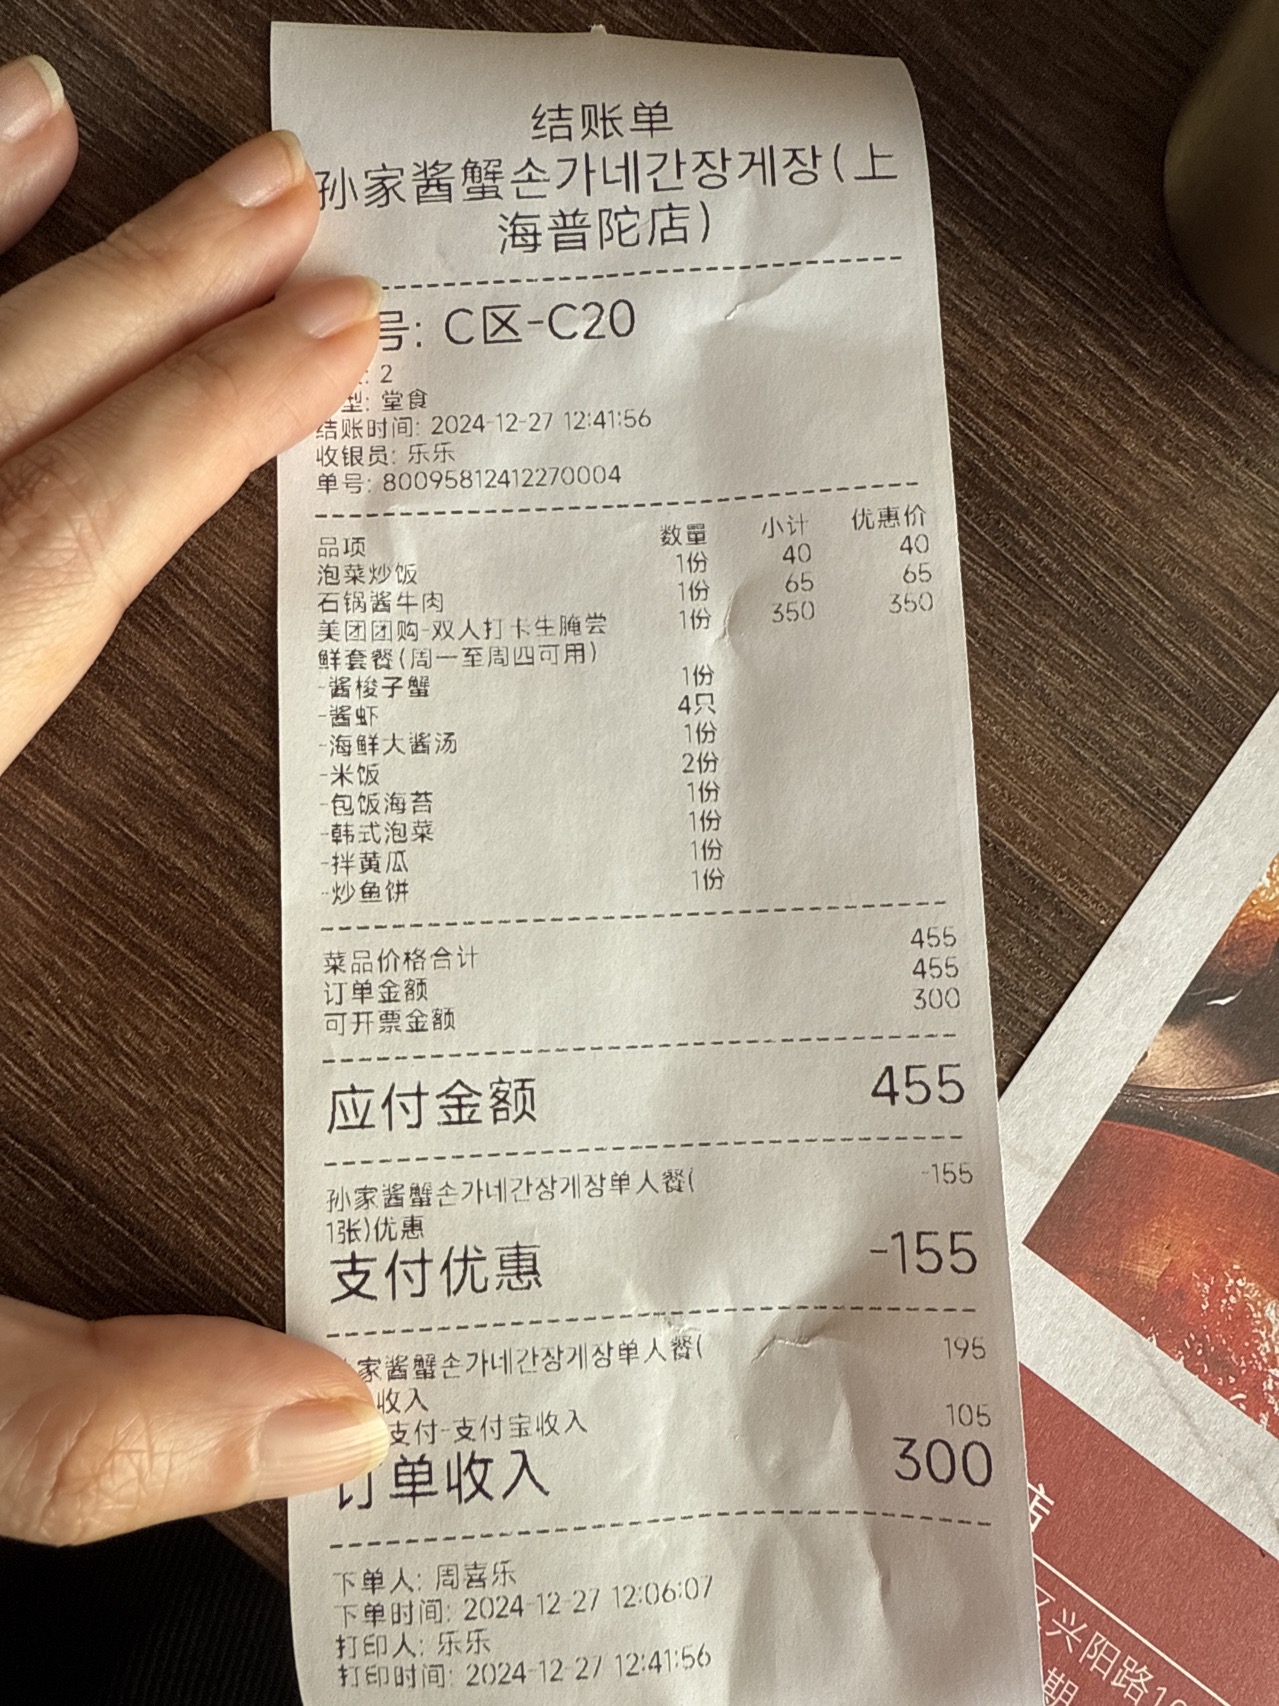 结账单
孙家酱蟹손가네간장게장(上
海普陀店)
号: C区-C20
: 2
型: 堂食
结账时间: 2024-12-27 12:41:56
收银员: 乐乐
单号: 80095812412270004
品项 数量 小计 优惠价
泡菜炒饭 1份 40 40
石锅酱牛肉 1份 65 65
美团团购-双人打卡生腌尝 1份 350 350
鲜套餐(周一至周四可用)
-酱梭子蟹 1份
-酱虾 4只
-海鲜大酱汤 1份
-米饭 2份
-包饭海苔 1份
-韩式泡菜 1份
-拌黄瓜 1份
-炒鱼饼 1份
菜品价格合计 455
订单金额 455
可开票金额 300
应付金额 455
孙家酱蟹손가네간장게장单人餐( -155
1张)优惠
支付优惠 -155
家酱蟹손가네간장게장单人餐( 195
收入
支付-支付宝收入 105
订单收入 300
下单人: 周喜乐
下单时间: 2024-12-27 12:06:07
打印人: 乐乐
打印时间: 2024-12-27 12:41:56
店
区兴阳路1
期